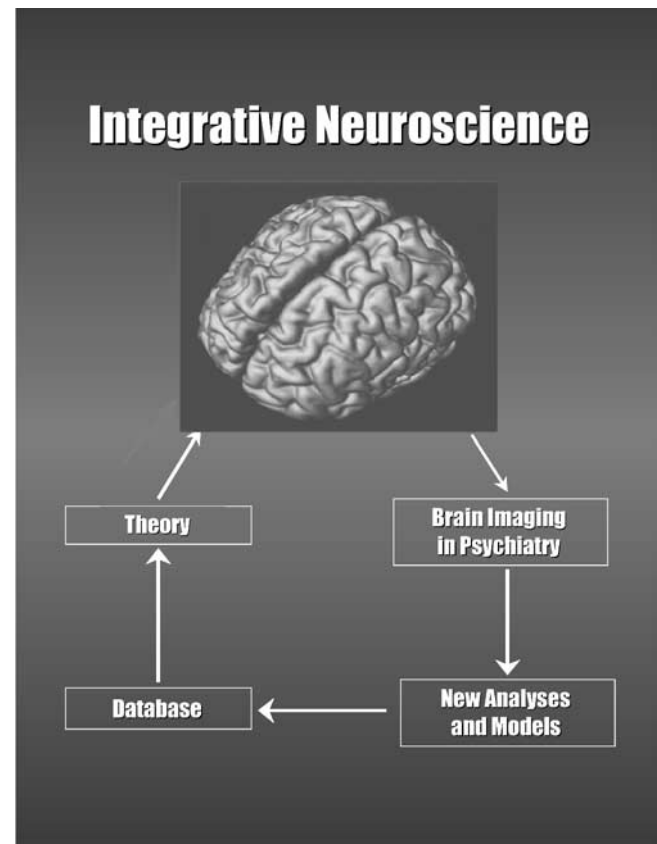 Integrative Neuroscience
Theory
Brain Imaging
in Psychiatry
Database
New Analyses
and Models